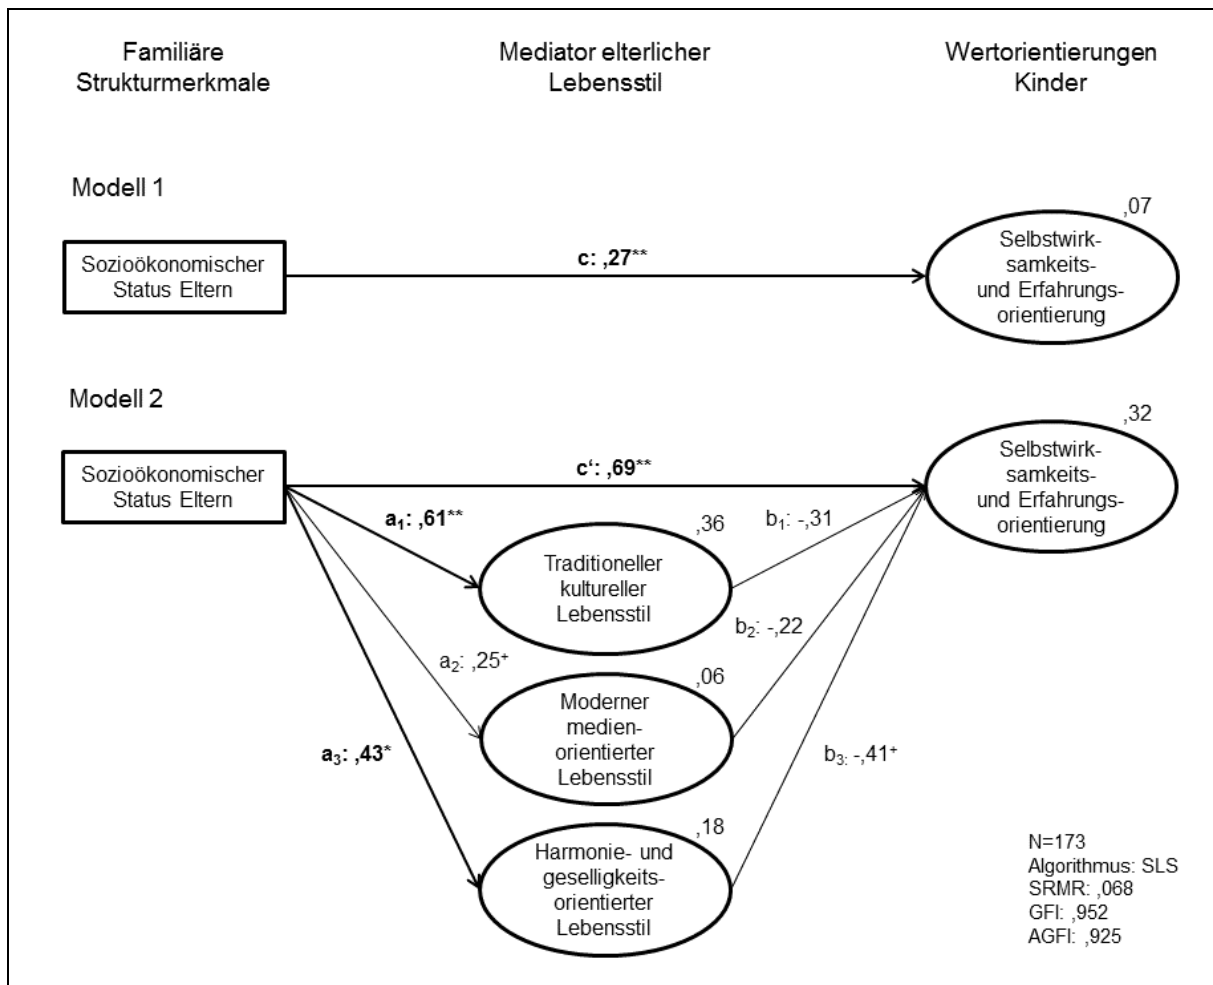 Familiäre
Strukturmerkmale
Mediator elterlicher
Lebensstil
Wertorientierungen
Kinder
Modell 1
Sozioökonomischer
Status Eltern
c: ,27**
,07
Selbstwirk-
samkeits-
und Erfahrungs-
orientierung
Modell 2
Sozioökonomischer
Status Eltern
c‘: ,69**
,32
Selbstwirk-
samkeits-
und Erfahrungs-
orientierung
a₁: ,61**
,36
Traditioneller
kultureller
Lebensstil
b₁: -,31
a₂: ,25⁺
,06
Moderner
medien-
orientierter
Lebensstil
b₂: -,22
a₃: ,43*
,18
Harmonie- und
geselligkeits-
orientierter
Lebensstil
b₃: -,41⁺
N=173
Algorithmus: SLS
SRMR: ,068
GFI: ,952
AGFI: ,925